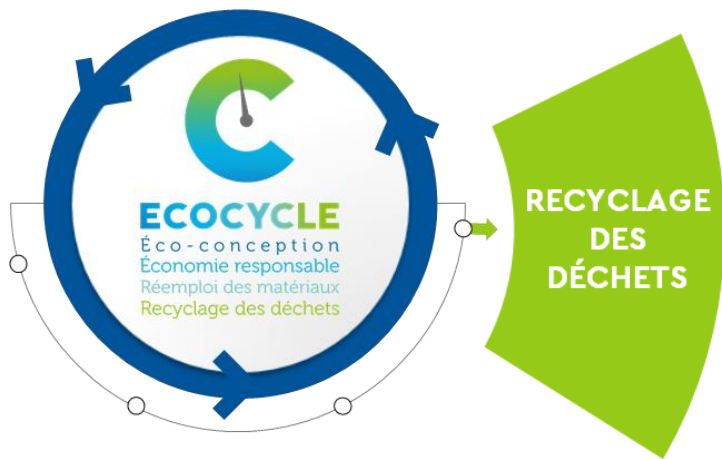 ECOCYCLE
Éco-conception
Économie responsable
Réemploi des matériaux
Recyclage des déchets
RECYCLAGE
DES
DÉCHETS